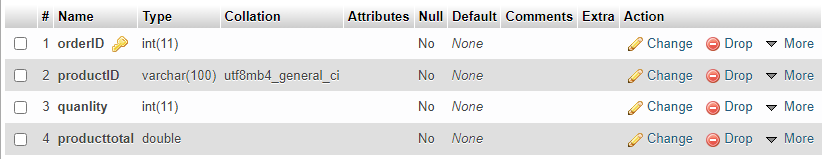 # Name Type Collation Attributes Null Default Comments Extra Action
1 orderID int(11) No None Change Drop More
2 productID varchar(100) utf8mb4_general_ci No None Change Drop More
3 quanlity int(11) No None Change Drop More
4 producttotal double No None Change Drop More